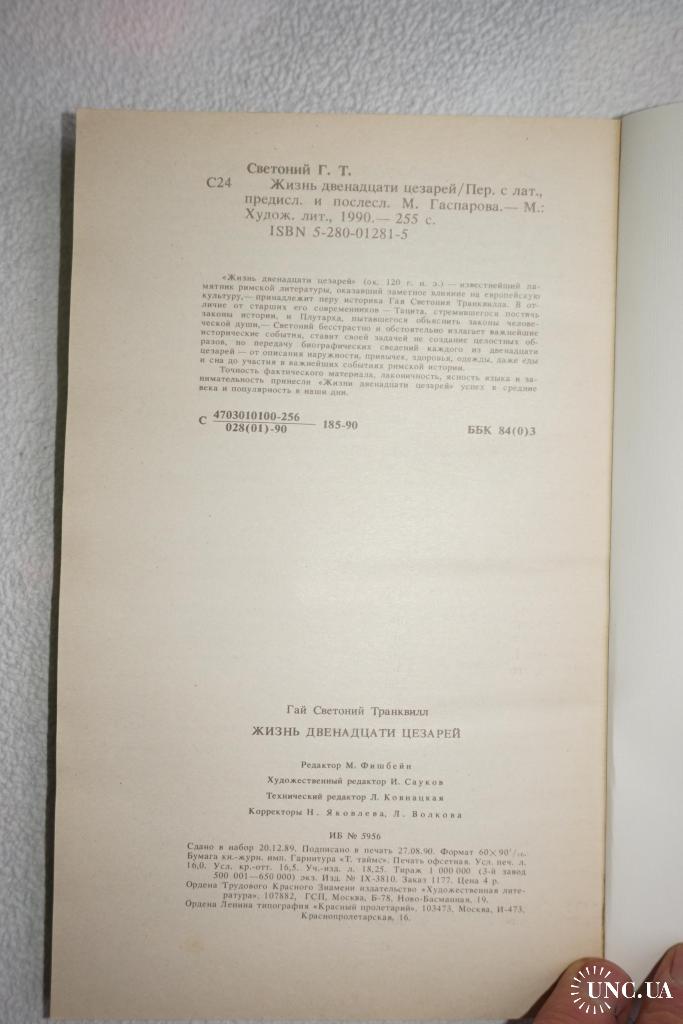 Светоний Г. Т.
С24 Жизнь двенадцати цезарей/Пер. с лат.,
предисл. и послесл. М. Гаспарова.— М.:
Худож. лит., 1990.— 255 с.
ISBN 5-280-01281-5
«Жизнь двенадцати цезарей» (ок. 120 г. н. э.) — известнейший па-
мятник римской литературы, оказавший заметное влияние на европейскую
культуру,— принадлежит перу историка Гая Светония Транквилла. В от-
личие от старших его современников — Тацита, стремившегося постичь
законы истории, и Плутарха, пытавшегося объяснить законы челове-
ческой души,— Светоний бесстрастно и обстоятельно излагает важнейшие
исторические события, ставит своей задачей не создание целостных об-
разов, но передачу биографических сведений каждого из двенадцати
цезарей — от описания наружности, привычек, здоровья, одежды, даже еды
и сна до участия в важнейших событиях римской истории.
Точность фактического материала, лаконичность, ясность языка и за-
нимательность принесли «Жизни двенадцати цезарей» успех в средние
века и популярность в наши дни.
С 4703010100-256
028(01)-90 185-90 ББК 84(0)3
Гай Светоний Транквилл
ЖИЗНЬ ДВЕНАДЦАТИ ЦЕЗАРЕЙ
Редактор М. Фишбейн
Художественный редактор И. Сауков
Технический редактор Л. Ковнацкая
Корректоры Н. Яковлева, Л. Волкова
ИБ № 5956
Сдано в набор 20.12.89. Подписано в печать 27.08.90. Формат 60×90¹/₁₆.
Бумага кн.-журн. имп. Гарнитура «Т. таймс». Печать офсетная. Усл. печ. л.
16,0. Усл. кр.-отт. 16,5. Уч.-изд. л. 18,25. Тираж 1 000 000 (3-й завод
500 001—650 000) экз. Изд. № IX-3810. Заказ 1177. Цена 4 р.
Ордена Трудового Красного Знамени издательство «Художественная лите-
ратура». 107882, ГСП, Москва, Б-78, Ново-Басманная, 19.
Ордена Ленина типография «Красный пролетарий». 103473, Москва, И-473,
Краснопролетарская, 16.
UNC.UA